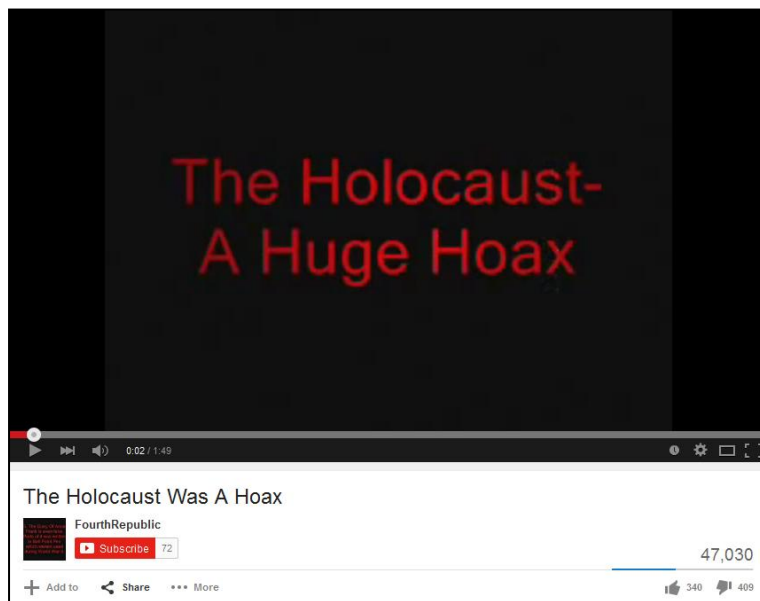 The Holocaust-
A Huge Hoax
0:02 / 1:49
The Holocaust Was A Hoax
FourthRepublic
Subscribe 72
47,030
Add to Share More 340 409